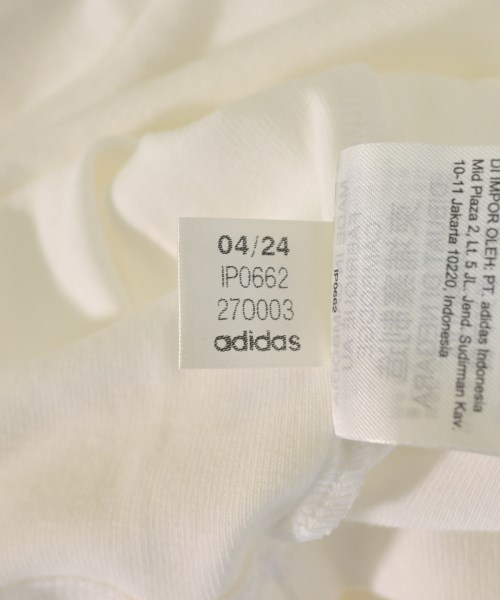 04/24
IP0662
270003
adidas
IP0662
DI IMPOR OLEH: PT. adidas Indonesia
Mid Plaza 2, Lt. 5 JL. Jend. Sudirman Kav.
10-11 Jakarta 10220, Indonesia